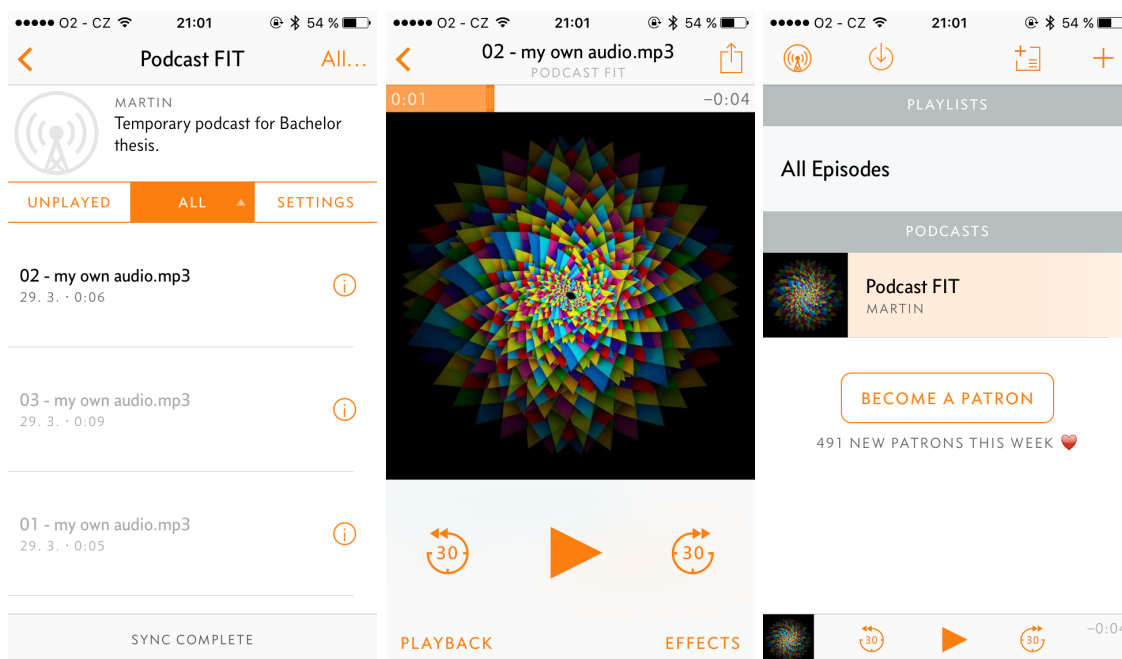 O2 - CZ 21:01 54 %
Podcast FIT All...
MARTIN
Temporary podcast for Bachelor
thesis.
UNPLAYED ALL SETTINGS
02 - my own audio.mp3
29. 3. · 0:06
03 - my own audio.mp3
29. 3. · 0:09
01 - my own audio.mp3
29. 3. · 0:05
SYNC COMPLETE
O2 - CZ 21:01 54 %
02 - my own audio.mp3
PODCAST FIT
0:01 −0:04
30 30
PLAYBACK EFFECTS
O2 - CZ 21:01 54 %
PLAYLISTS
All Episodes
PODCASTS
Podcast FIT
MARTIN
BECOME A PATRON
491 NEW PATRONS THIS WEEK ❤️
30 30 −0:04